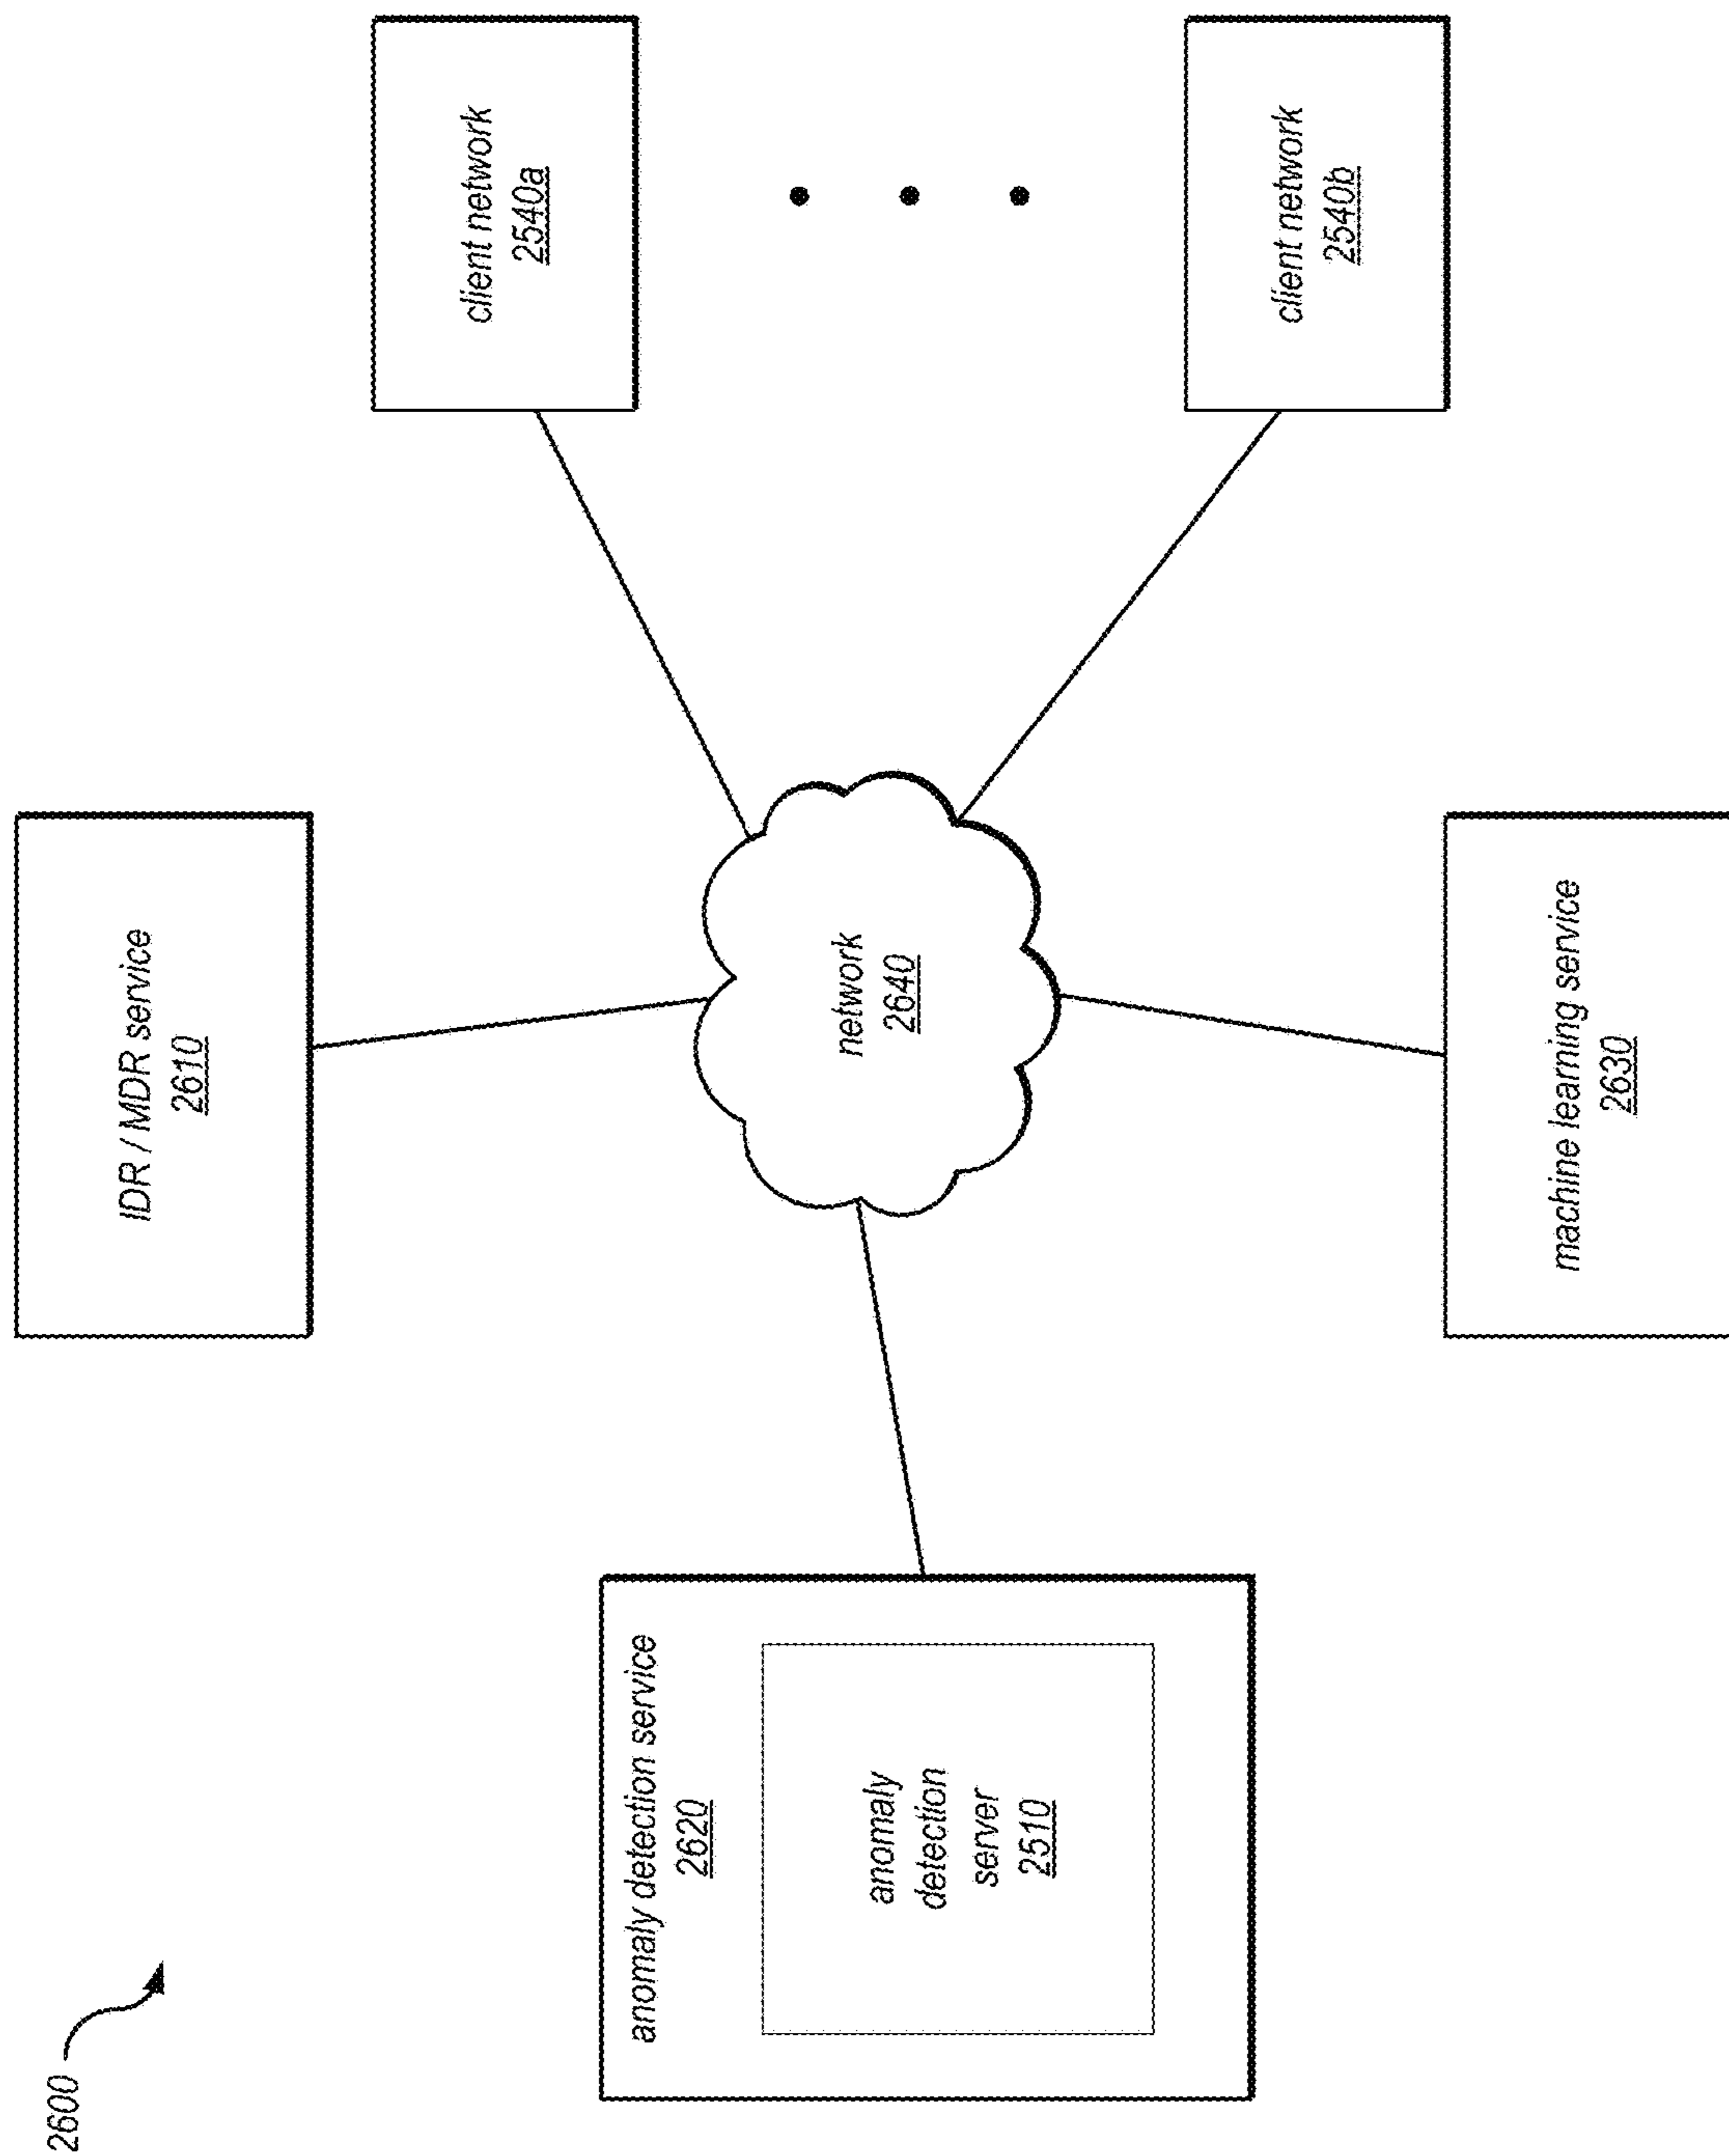 2600
IDR / MDR service
2610
client network
2540a
anomaly detection service
2620
anomaly
detection
server
2510
network
2640
client network
2540b
machine learning service
2630